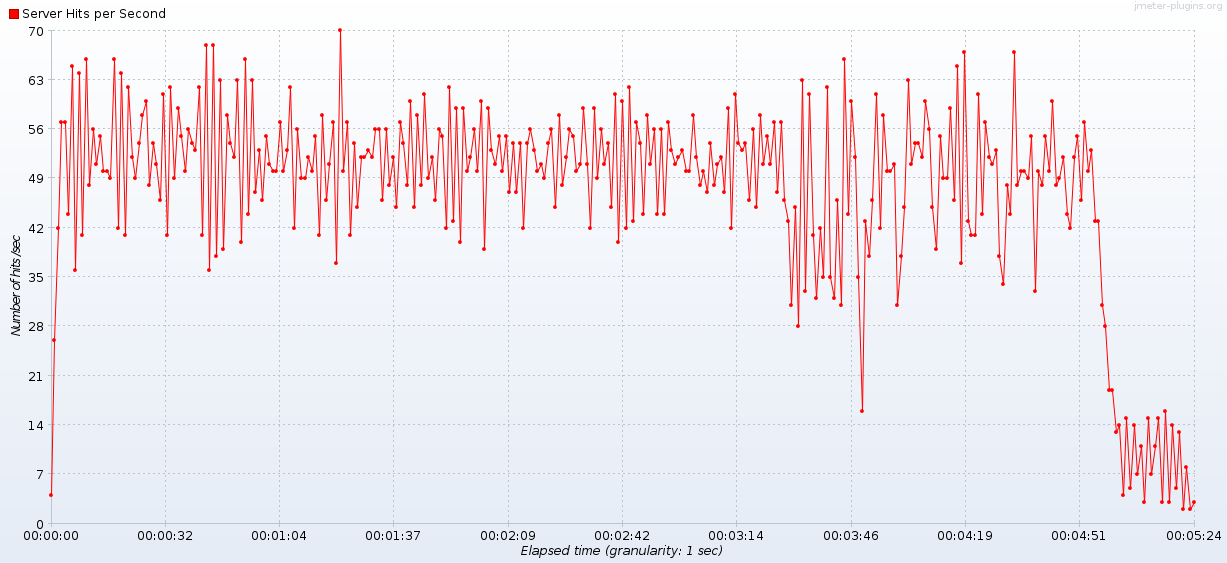 jmeter-plugins.org
Server Hits per Second
70
63
56
49
42
35
28
21
14
7
0
Number of hits /sec
00:00:00 00:00:32 00:01:04 00:01:37 00:02:09 00:02:42 00:03:14 00:03:46 00:04:19 00:04:51 00:05:24
Elapsed time (granularity: 1 sec)